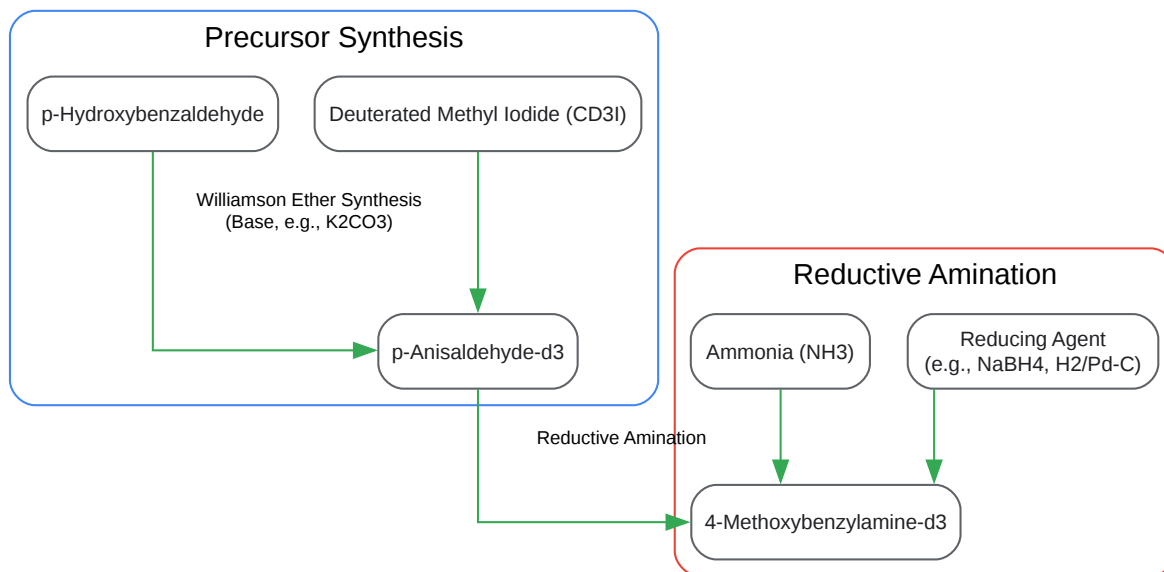 Precursor Synthesis
p-Hydroxybenzaldehyde
Deuterated Methyl Iodide (CD3I)
Williamson Ether Synthesis
(Base, e.g., K2CO3)
p-Anisaldehyde-d3
Reductive Amination
Ammonia (NH3)
Reducing Agent
(e.g., NaBH4, H2/Pd-C)
Reductive Amination
4-Methoxybenzylamine-d3